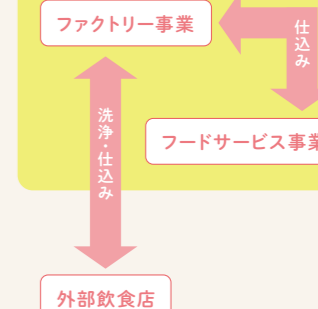 ファクトリー事業
仕込み
洗浄・仕込み
フードサービス事業
外部飲食店